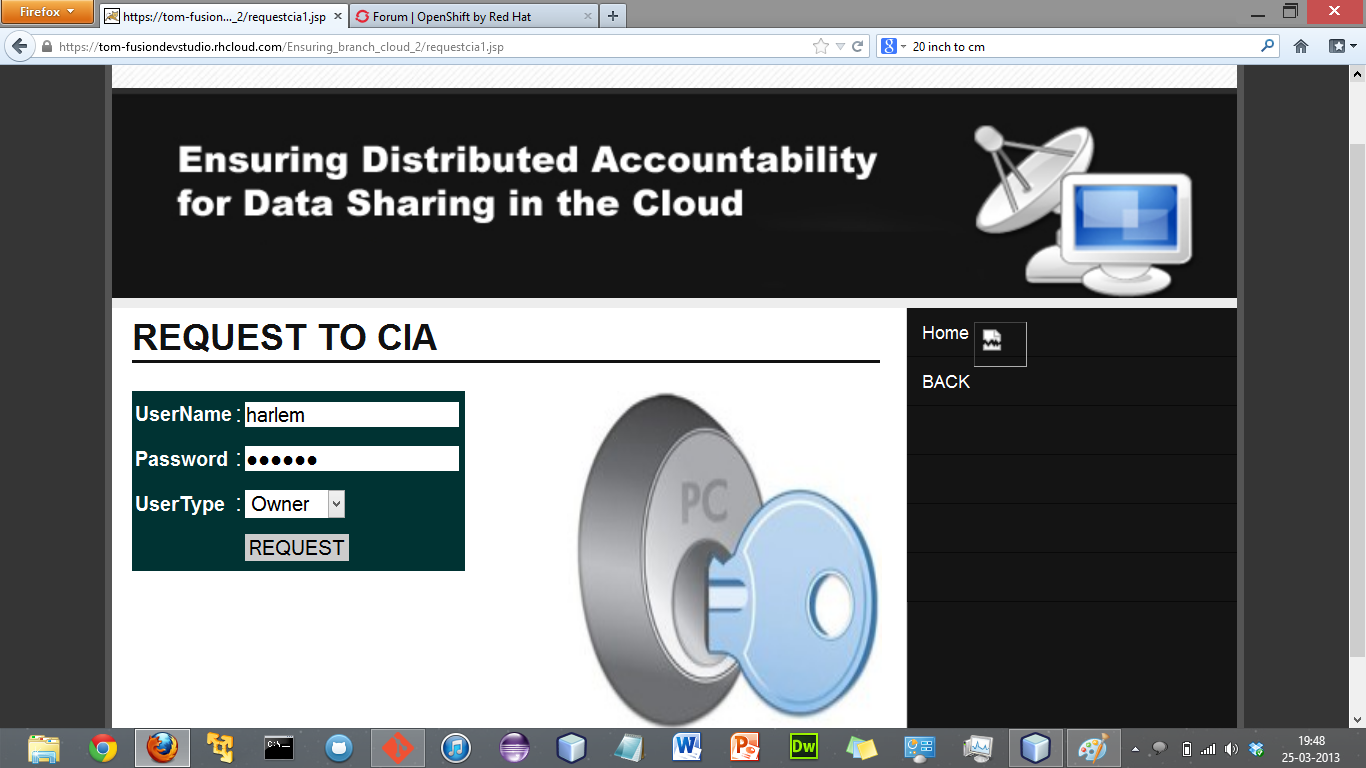 Firefox
https://tom-fusion..._2/requestcia1.jsp
Forum | OpenShift by Red Hat
https://tom-fusiondevstudio.rhcloud.com/Ensuring_branch_cloud_2/requestcia1.jsp
20 inch to cm
Ensuring Distributed Accountability
for Data Sharing in the Cloud
REQUEST TO CIA
Home
BACK
UserName : harlem
Password : ●●●●●●
UserType : Owner
REQUEST
PC
C:\_
Dw
19:48
25-03-2013